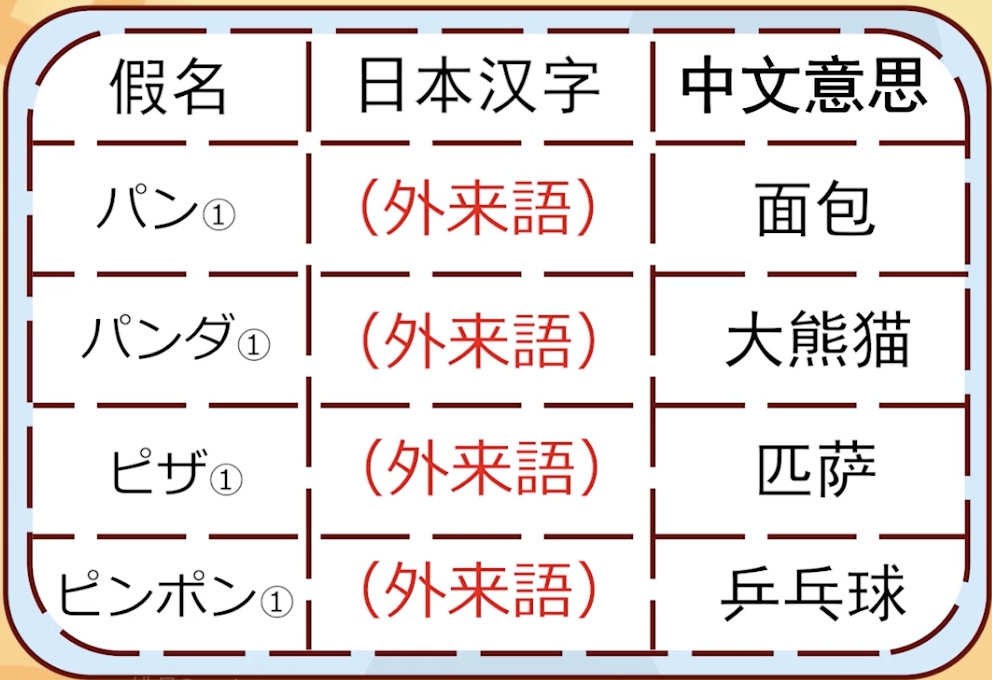 假名 日本汉字 中文意思
パン① （外来語） 面包
パンダ① （外来語） 大熊猫
ピザ① （外来語） 匹萨
ピンポン① （外来語） 乒乓球